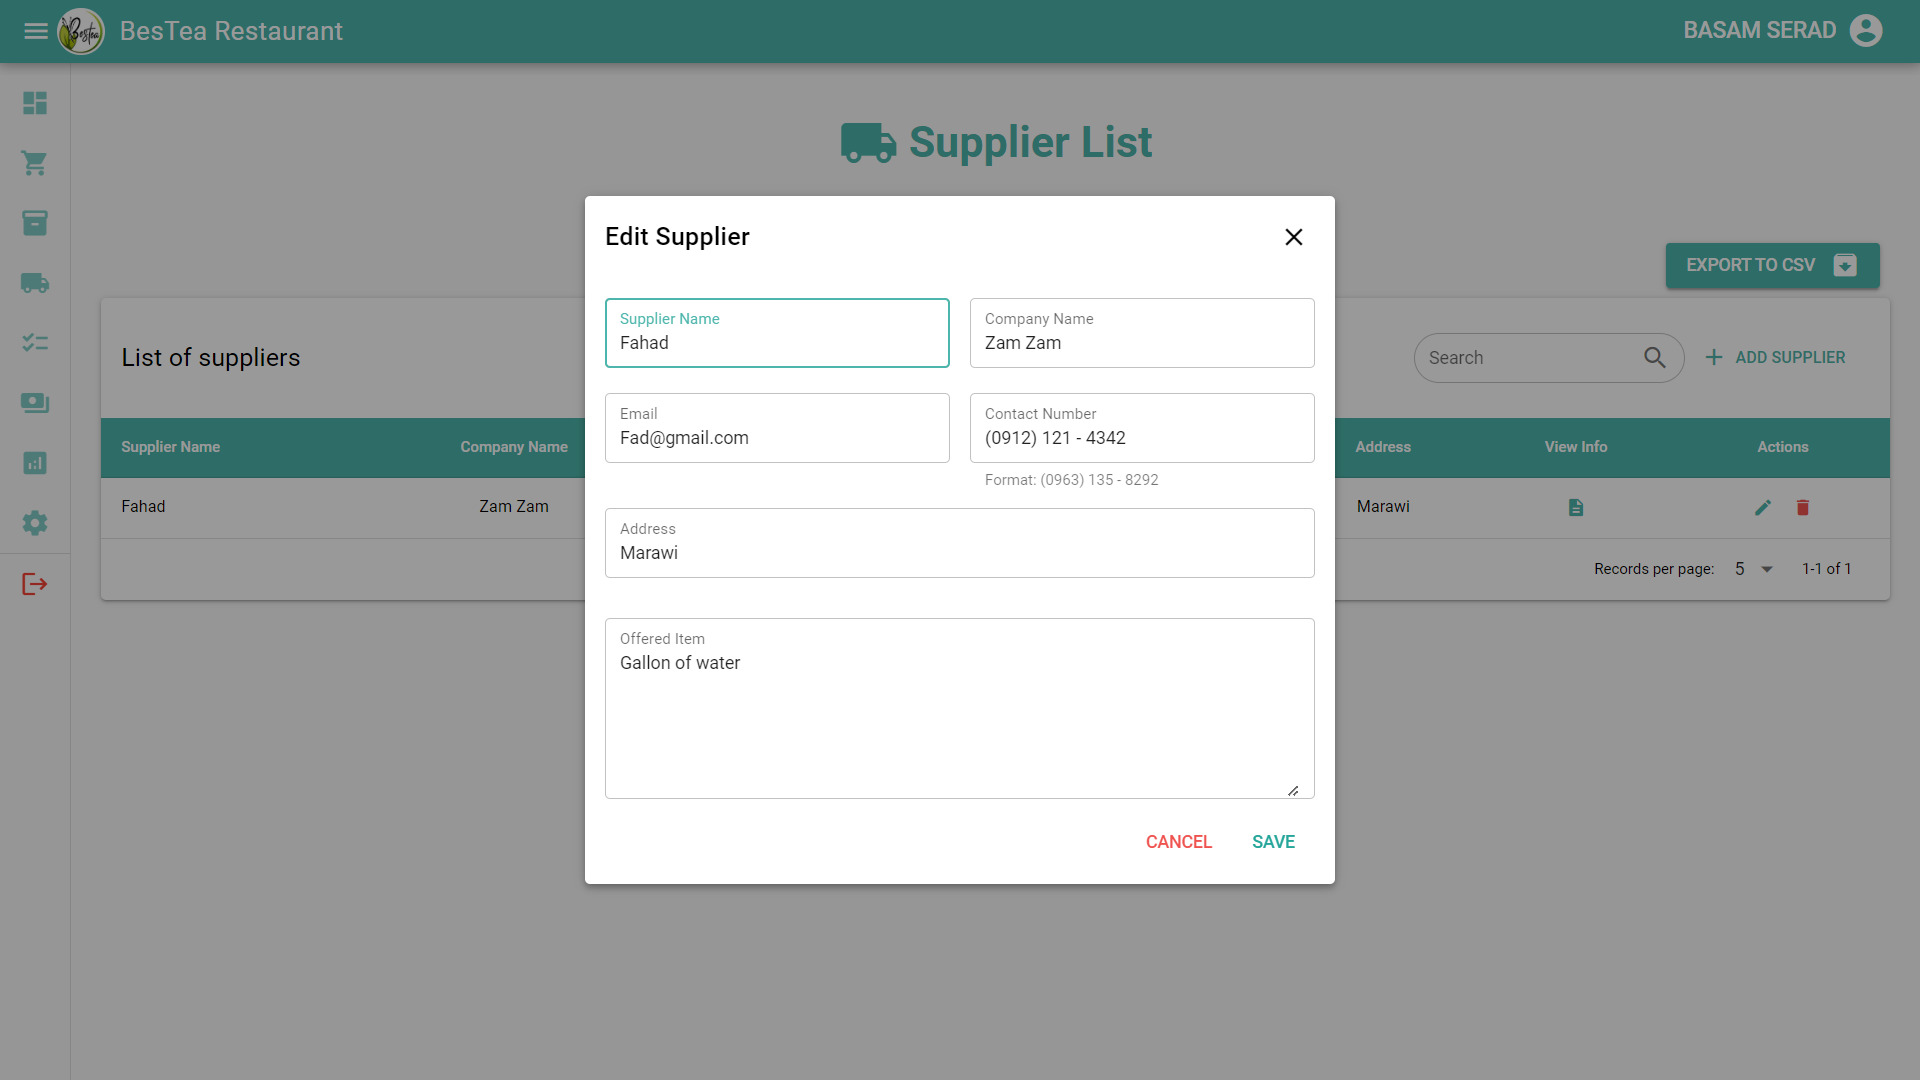 Bestea
BesTea Restaurant
BASAM SERAD
Supplier List
EXPORT TO CSV
List of suppliers
Search
ADD SUPPLIER
Supplier Name
Company Name
Address
View Info
Actions
Fahad
Zam Zam
Marawi
Records per page:
5
1-1 of 1
Edit Supplier
Supplier Name
Fahad
Company Name
Zam Zam
Email
Fad@gmail.com
Contact Number
(0912) 121 - 4342
Format: (0963) 135 - 8292
Address
Marawi
Offered Item
Gallon of water
CANCEL
SAVE